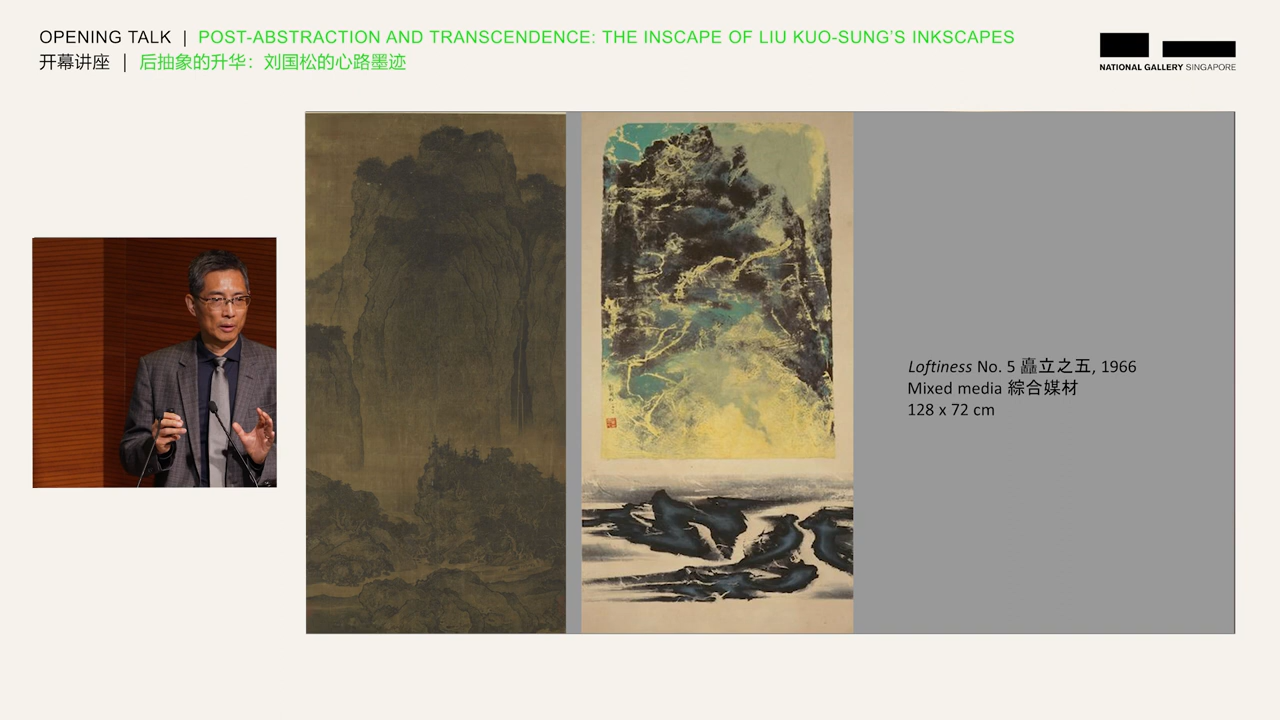 OPENING TALK | POST-ABSTRACTION AND TRANSCENDENCE: THE INSCAPE OF LIU KUO-SUNG'S INKSCAPES
开幕讲座 | 后抽象的升华：刘国松的心路墨迹
NATIONAL GALLERY SINGAPORE
Loftiness No. 5 矗立之五, 1966
Mixed media 綜合媒材
128 x 72 cm